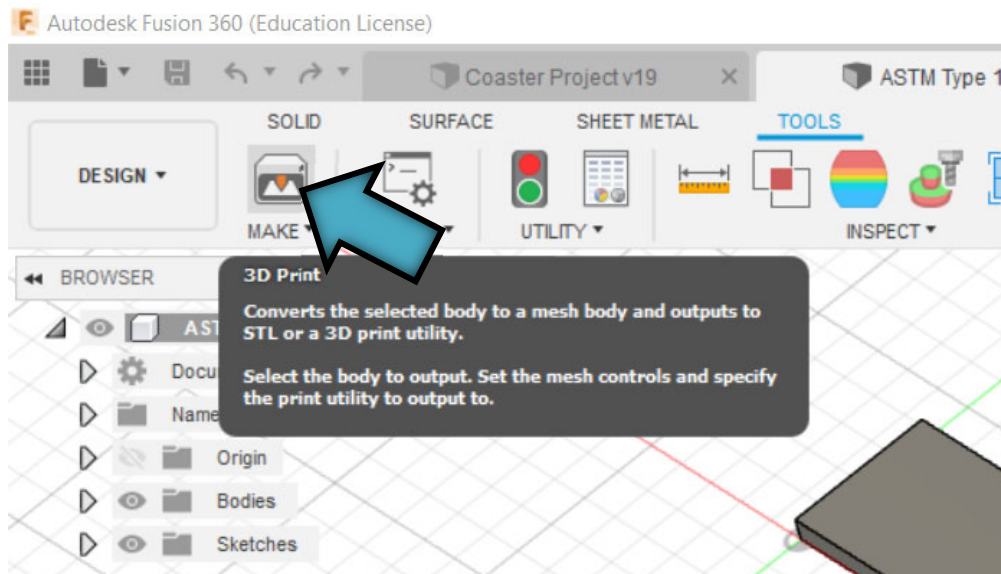 Autodesk Fusion 360 (Education License)
Coaster Project v19
ASTM Type 1
SOLID
SURFACE
SHEET METAL
TOOLS
DESIGN
MAKE
UTILITY
INSPECT
BROWSER
3D Print
Converts the selected body to a mesh body and outputs to
STL or a 3D print utility.
Select the body to output. Set the mesh controls and specify
the print utility to output to.
AST
Docu
Name
Origin
Bodies
Sketches